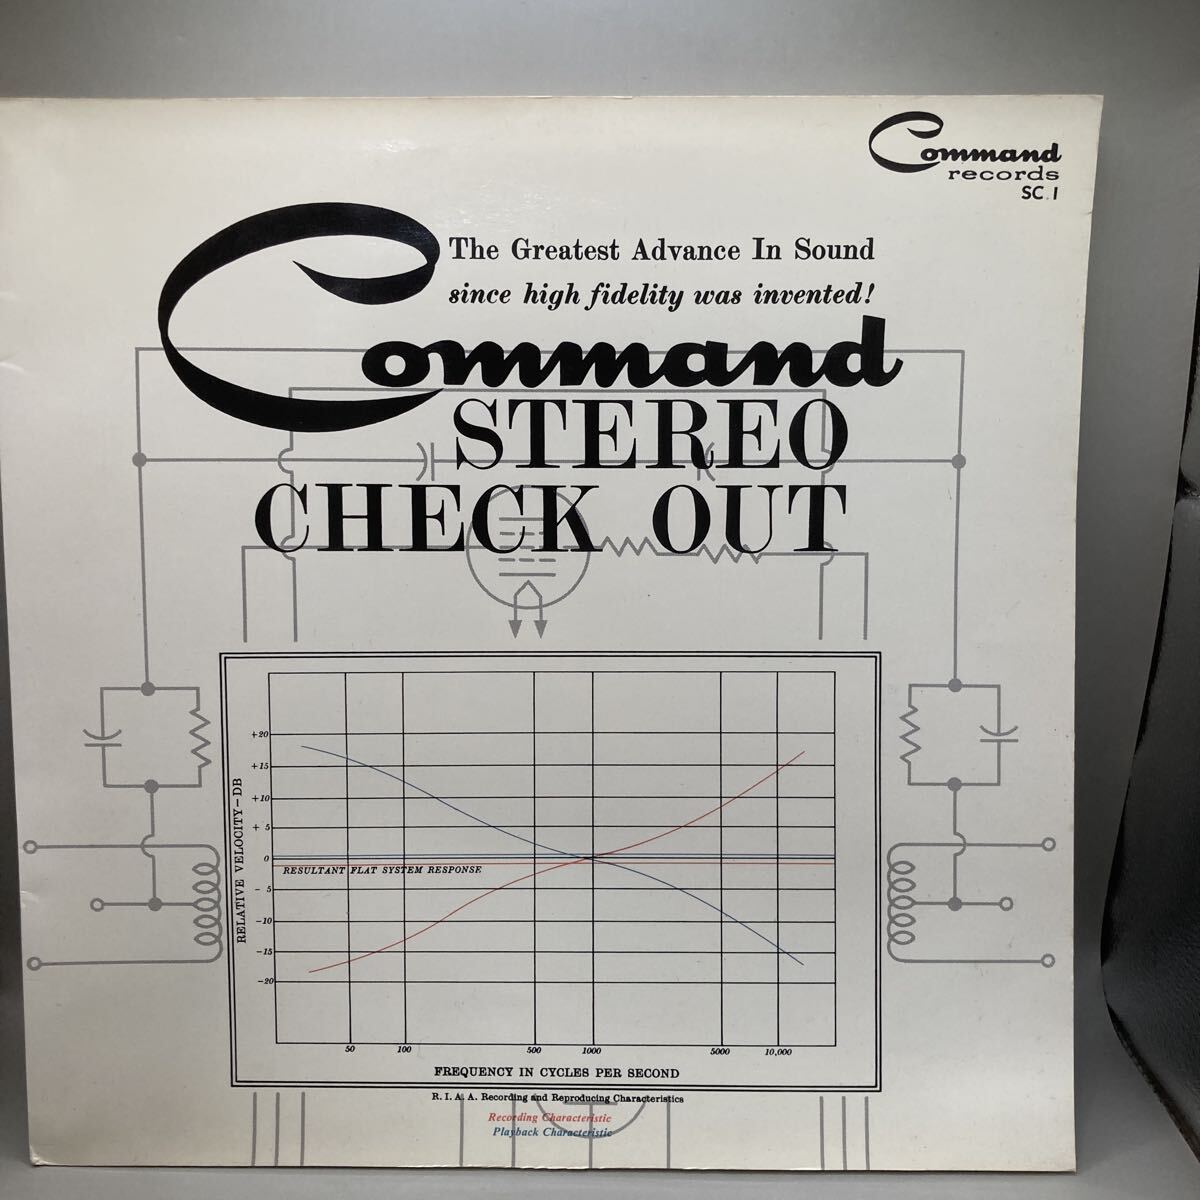 Command
records
SC.1
The Greatest Advance In Sound
since high fidelity was invented!
Command
STEREO
CHECK OUT
RELATIVE VELOCITY—DB
+20
+15
+10
+ 5
0
- 5
-10
-15
-20
RESULTANT FLAT SYSTEM RESPONSE
50 100 500 1000 5000 10,000
FREQUENCY IN CYCLES PER SECOND
R. I. A. A. Recording and Reproducing Characteristics
Recording Characteristic
Playback Characteristic